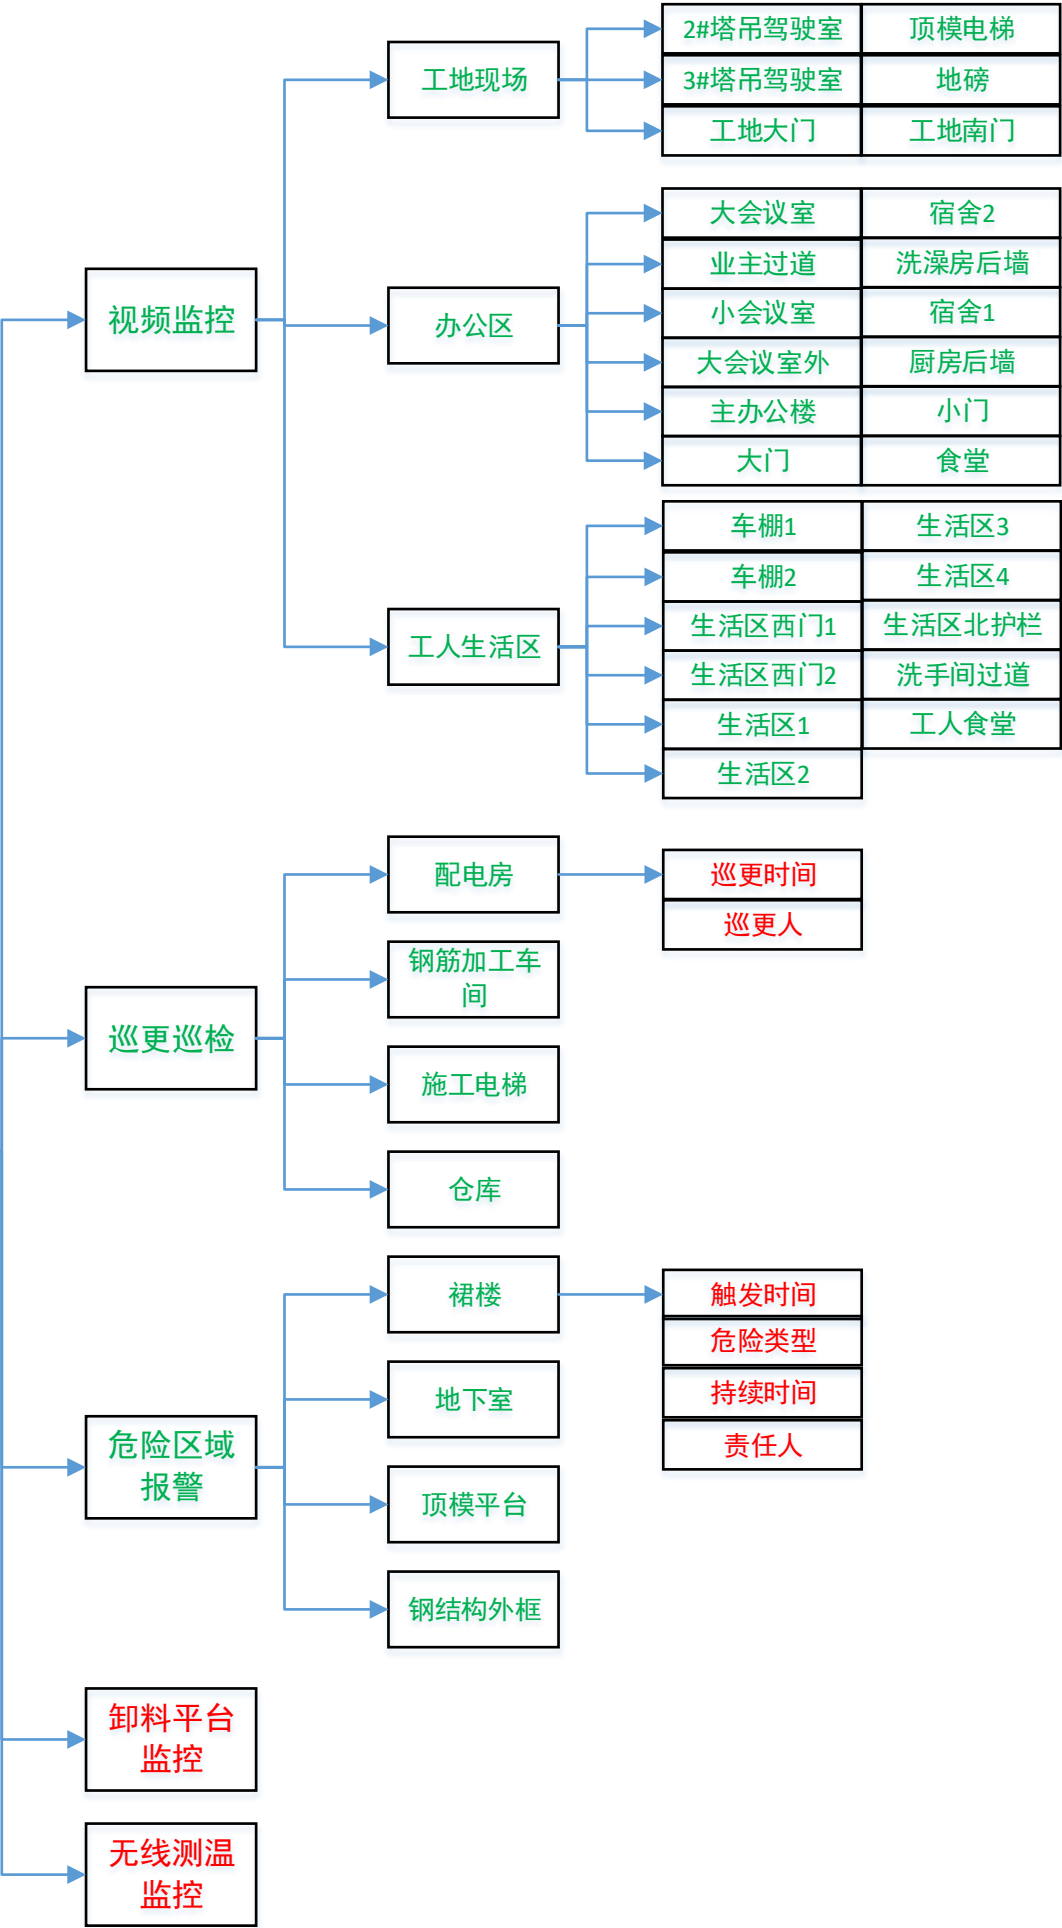 视频监控
工地现场
2#塔吊驾驶室
顶模电梯
3#塔吊驾驶室
地磅
工地大门
工地南门
办公区
大会议室
宿舍2
业主过道
洗澡房后墙
小会议室
宿舍1
大会议室外
厨房后墙
主办公楼
小门
大门
食堂
工人生活区
车棚1
生活区3
车棚2
生活区4
生活区西门1
生活区北护栏
生活区西门2
洗手间过道
生活区1
工人食堂
生活区2
巡更巡检
配电房
巡更时间
巡更人
钢筋加工车
间
施工电梯
仓库
危险区域
报警
裙楼
触发时间
危险类型
持续时间
责任人
地下室
顶模平台
钢结构外框
卸料平台
监控
无线测温
监控